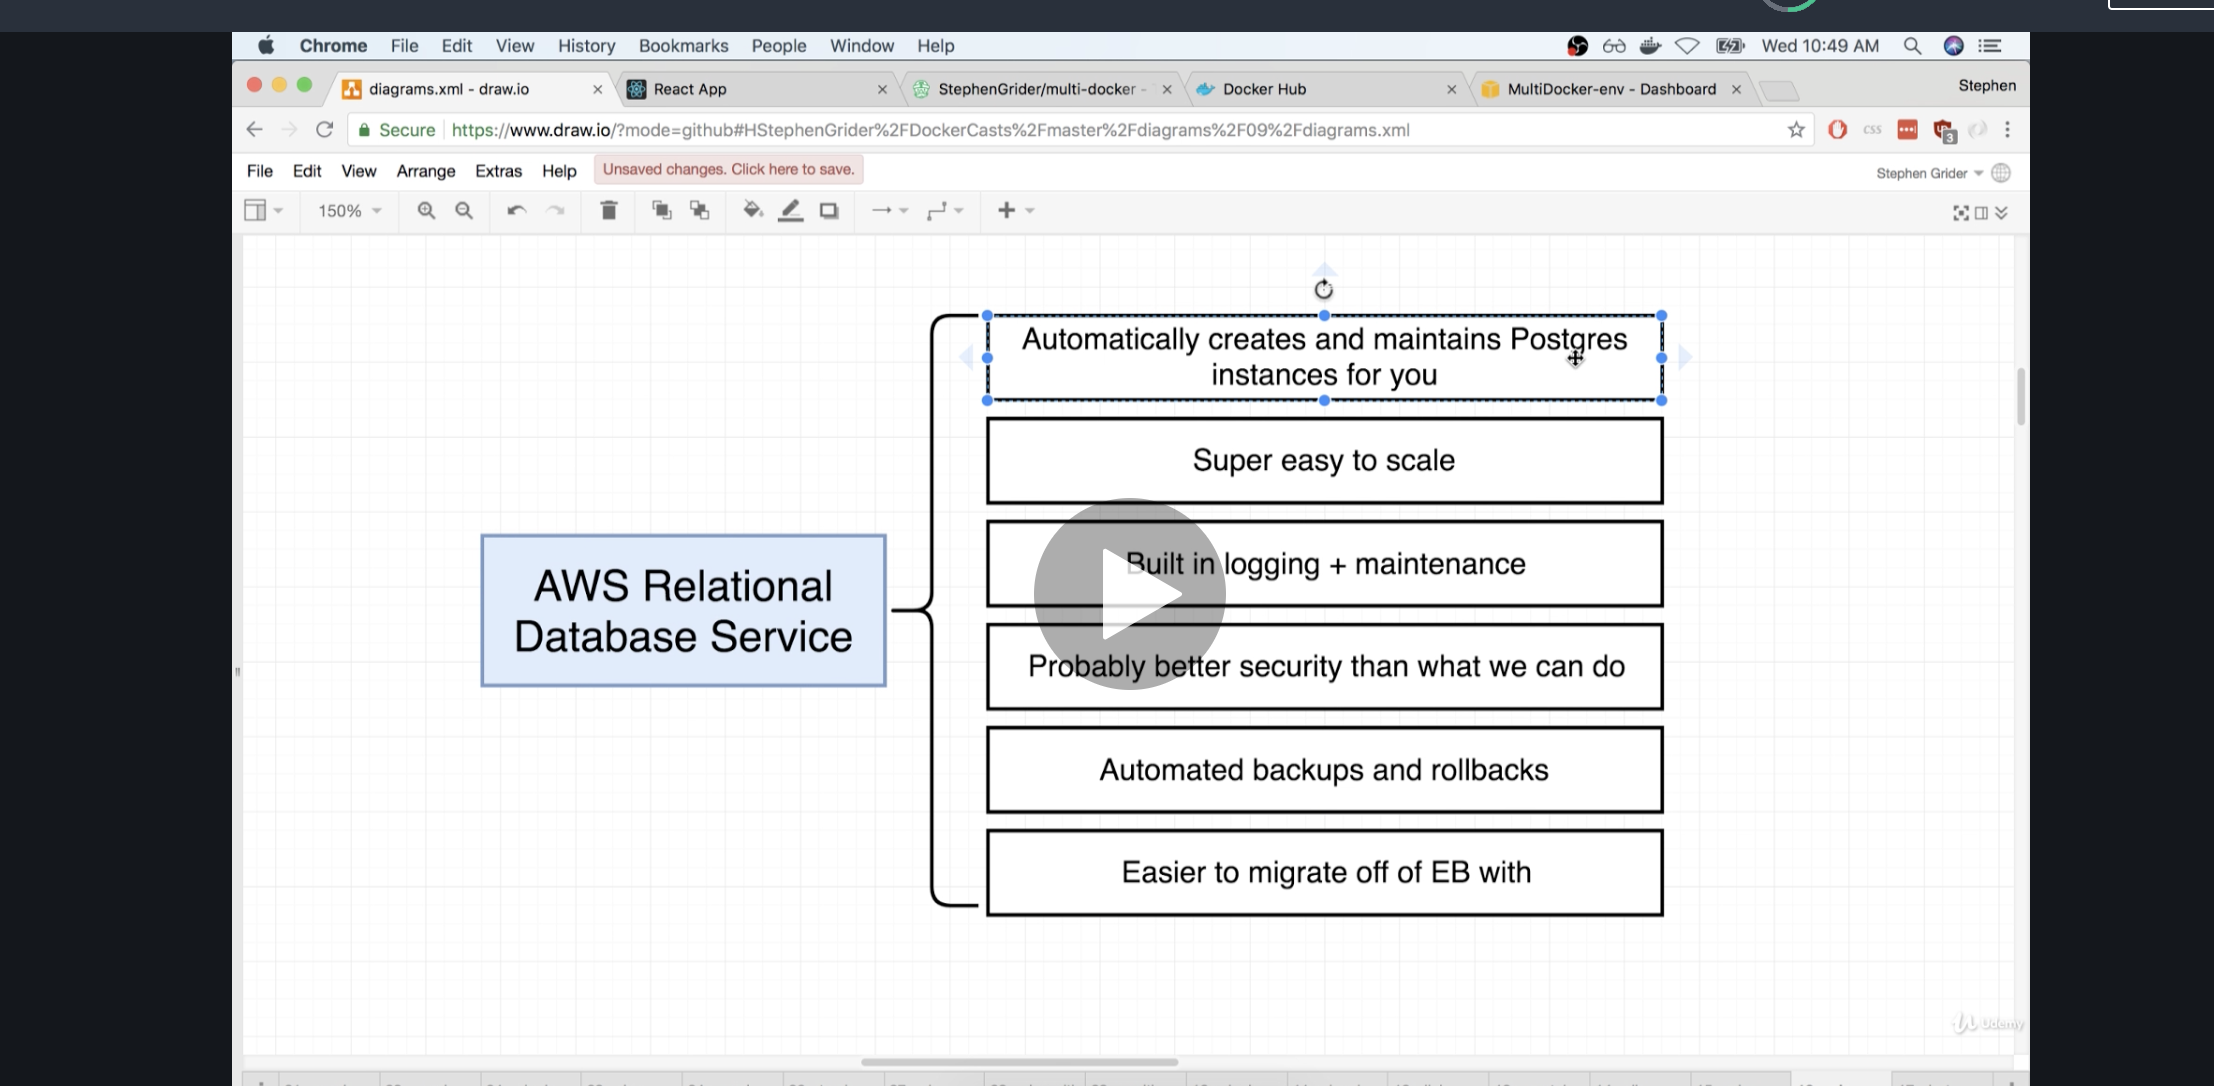 Chrome File Edit View History Bookmarks People Window Help Wed 10:49 AM
diagrams.xml - draw.io React App StephenGrider/multi-docker - Docker Hub MultiDocker-env - Dashboard Stephen
Secure https://www.draw.io/?mode=github#HStephenGrider%2FDockerCasts%2Fmaster%2Fdiagrams%2F09%2Fdiagrams.xml css 3
File Edit View Arrange Extras Help Unsaved changes. Click here to save. Stephen Grider
150%
Automatically creates and maintains Postgres
instances for you
Super easy to scale
Built in logging + maintenance
AWS Relational
Database Service
Probably better security than what we can do
Automated backups and rollbacks
Easier to migrate off of EB with
Udemy